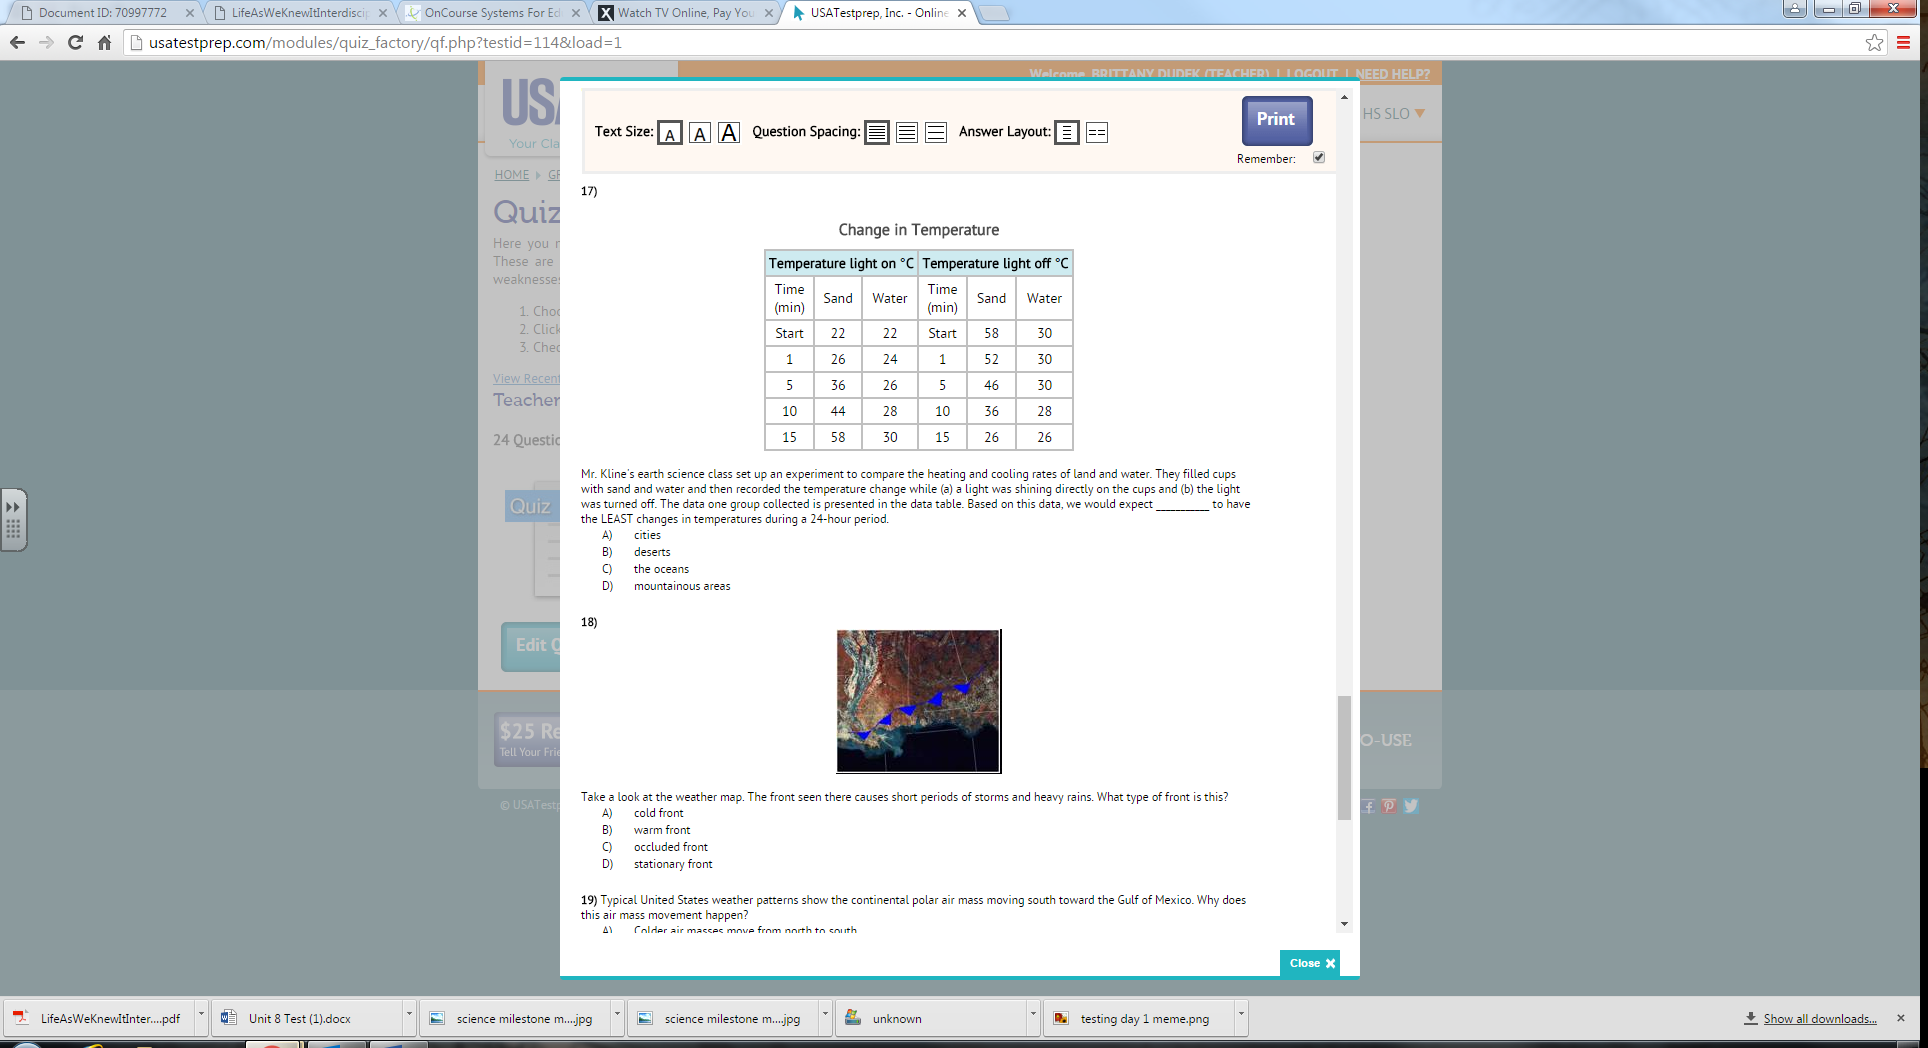 Document ID: 70997772
LifeAsWeKnewItInterdiscip
OnCourse Systems For Ed
Watch TV Online, Pay You
USATestprep, Inc. - Online
usatestprep.com/modules/quiz_factory/qf.php?testid=114&load=1
Welcome, BRITTANY DUDEK (TEACHER) | LOGOUT | NEED HELP?
USA
Your Cla
HS SLO
HOME
Text Size: A A A Question Spacing: Answer Layout:
Print
Remember:
Quiz
Here you
These are
weaknesses
1. Choo
2. Click
3. Chec
View Recent
Teacher
24 Questio
Quiz
Edit Q
$25 Re
Tell Your Frie
O-USE
© USATestp
17)
Change in Temperature
Temperature light on °C Temperature light off °C
Time (min) Sand Water Time (min) Sand Water
Start 22 22 Start 58 30
1 26 24 1 52 30
5 36 26 5 46 30
10 44 28 10 36 28
15 58 30 15 26 26
Mr. Kline's earth science class set up an experiment to compare the heating and cooling rates of land and water. They filled cups
with sand and water and then recorded the temperature change while (a) a light was shining directly on the cups and (b) the light
was turned off. The data one group collected is presented in the data table. Based on this data, we would expect __________ to have
the LEAST changes in temperatures during a 24-hour period.
A) cities
B) deserts
C) the oceans
D) mountainous areas
18)
Take a look at the weather map. The front seen there causes short periods of storms and heavy rains. What type of front is this?
A) cold front
B) warm front
C) occluded front
D) stationary front
19) Typical United States weather patterns show the continental polar air mass moving south toward the Gulf of Mexico. Why does
this air mass movement happen?
A) Colder air masses move from north to south
Close
LifeAsWeKnewItInter....pdf
Unit 8 Test (1).docx
science milestone m....jpg
science milestone m....jpg
unknown
testing day 1 meme.png
Show all downloads...